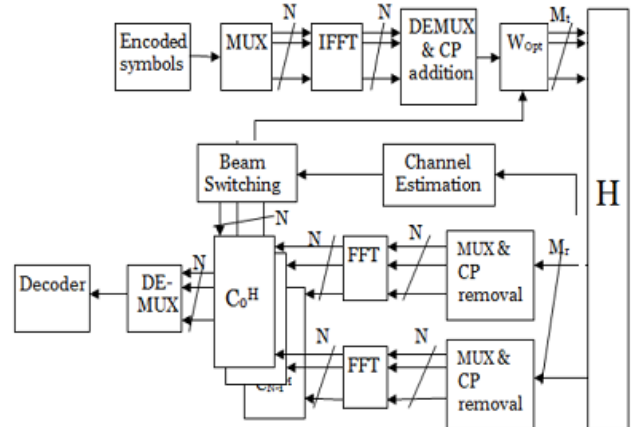 N
N
M_t
Encoded
symbols
MUX
IFFT
DEMUX
& CP
addition
W_Opt
Beam
Switching
Channel
Estimation
H
N
N
N
M_r
FFT
MUX &
CP
removal
Decoder
DE-
MUX
N
C_0^H
N
N
FFT
MUX &
CP
removal